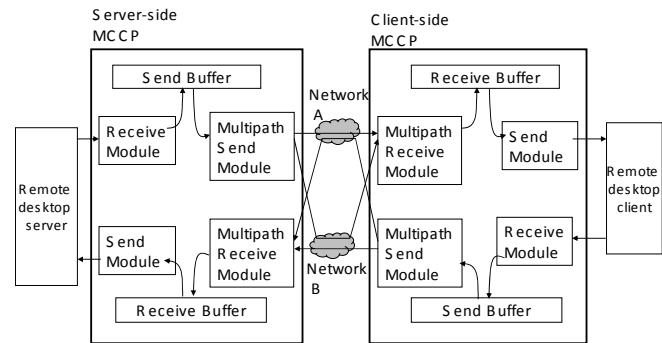 Server-side
MCCP
Client-side
MCCP
Send Buffer
Receive Buffer
Network
A
Receive
Module
Multipath
Send
Module
Multipath
Receive
Module
Send
Module
Remote
desktop
server
Remote
desktop
client
Send
Module
Multipath
Receive
Module
Multipath
Send
Module
Receive
Module
Network
B
Receive Buffer
Send Buffer